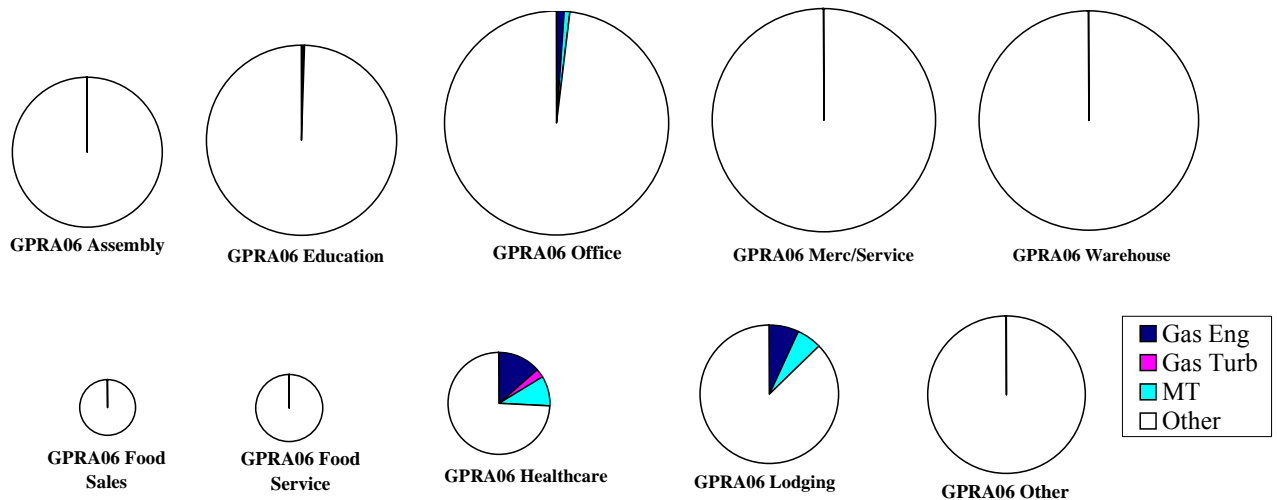 GPRA06 Assembly
GPRA06 Education
GPRA06 Office
GPRA06 Merc/Service
GPRA06 Warehouse
GPRA06 Food
Sales
GPRA06 Food
Service
GPRA06 Healthcare
GPRA06 Lodging
GPRA06 Other
Gas Eng
Gas Turb
MT
Other